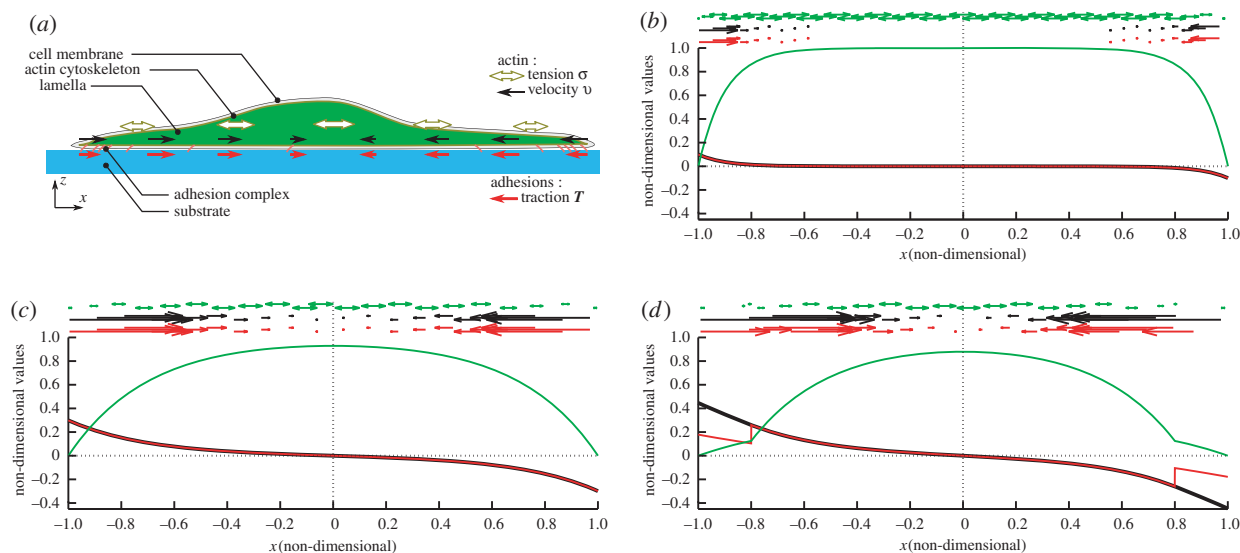 (a)
cell membrane
actin cytoskeleton
lamella
actin :
tension σ
velocity υ
z
x
adhesion complex
substrate
adhesions :
traction T
(b)
non-dimensional values
1.0
0.8
0.6
0.4
0.2
0
–0.2
–0.4
–1.0 –0.8 –0.6 –0.4 –0.2 0 0.2 0.4 0.6 0.8 1.0
x (non-dimensional)
(c)
non-dimensional values
1.0
0.8
0.6
0.4
0.2
0
–0.2
–0.4
–1.0 –0.8 –0.6 –0.4 –0.2 0 0.2 0.4 0.6 0.8 1.0
x (non-dimensional)
(d)
non-dimensional values
1.0
0.8
0.6
0.4
0.2
0
–0.2
–0.4
–1.0 –0.8 –0.6 –0.4 –0.2 0 0.2 0.4 0.6 0.8 1.0
x (non-dimensional)